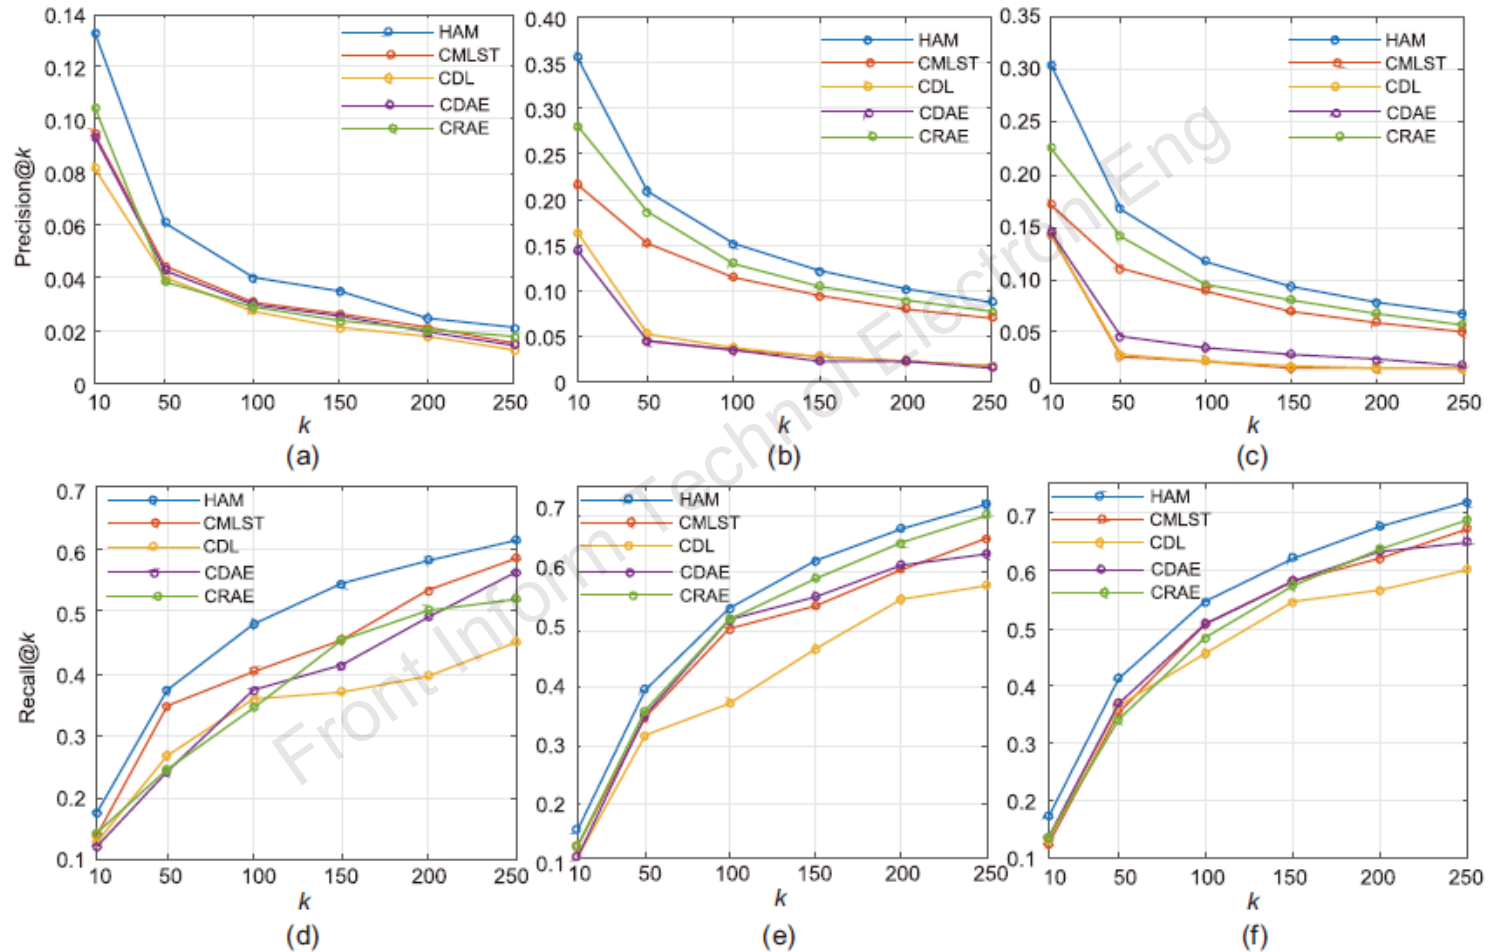 0.14
0.12
0.10
0.08
0.06
0.04
0.02
0
Precision@k
HAM
CMLST
CDL
CDAE
CRAE
10 50 100 150 200 250
k
(a)
0.40
0.35
0.30
0.25
0.20
0.15
0.10
0.05
0
HAM
CMLST
CDL
CDAE
CRAE
10 50 100 150 200 250
k
(b)
0.35
0.30
0.25
0.20
0.15
0.10
0.05
0
HAM
CMLST
CDL
CDAE
CRAE
10 50 100 150 200 250
k
(c)
0.7
0.6
0.5
0.4
0.3
0.2
0.1
Recall@k
HAM
CMLST
CDL
CDAE
CRAE
10 50 100 150 200 250
k
(d)
0.7
0.6
0.5
0.4
0.3
0.2
0.1
HAM
CMLST
CDL
CDAE
CRAE
10 50 100 150 200 250
k
(e)
0.7
0.6
0.5
0.4
0.3
0.2
0.1
HAM
CMLST
CDL
CDAE
CRAE
10 50 100 150 200 250
k
(f)
Front Inform Technol Electron Eng